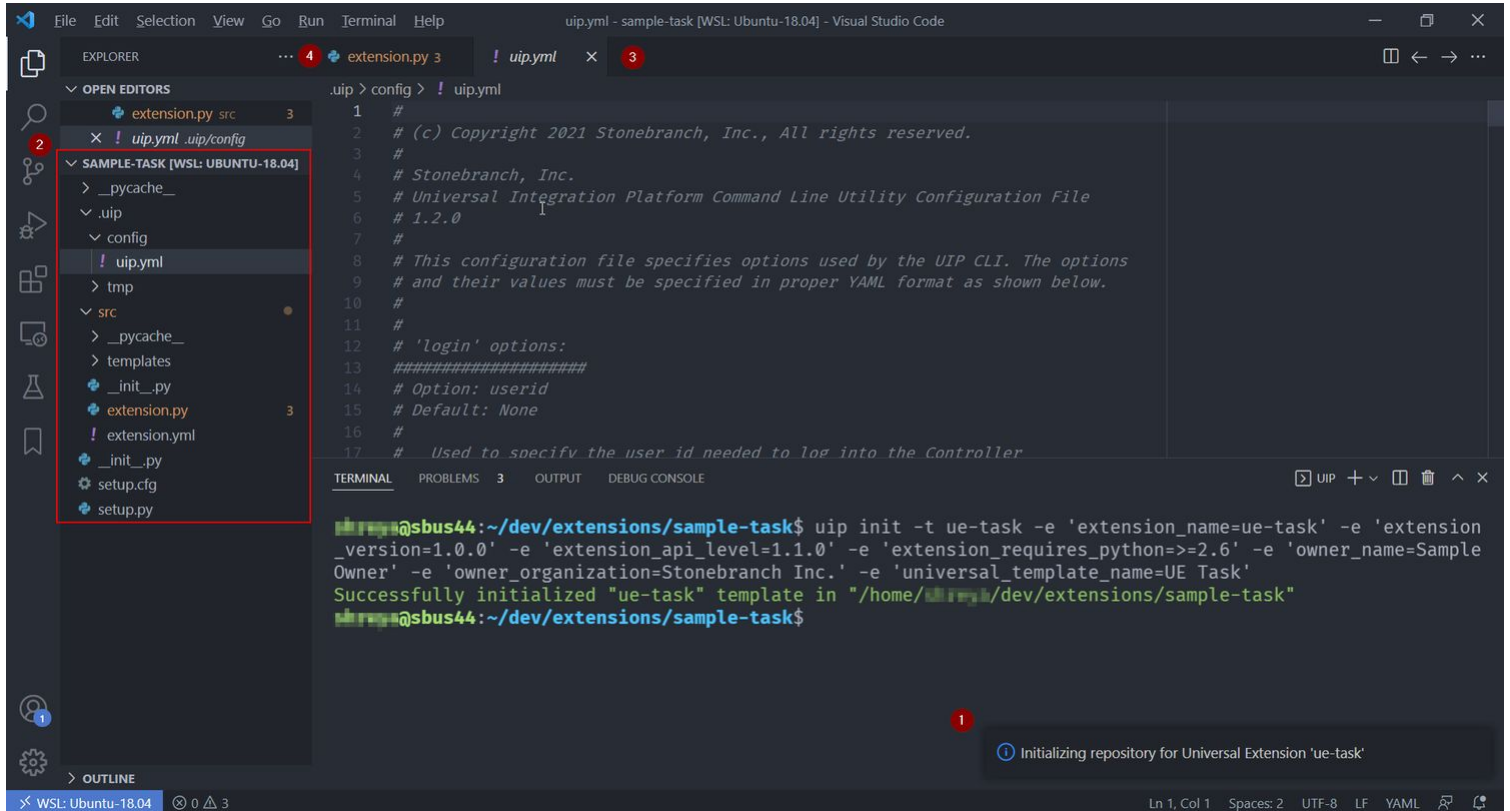 File Edit Selection View Go Run Terminal Help
uip.yml - sample-task [WSL: Ubuntu-18.04] - Visual Studio Code
EXPLORER ... 4 extension.py 3 ! uip.yml × 3
OPEN EDITORS
extension.py src 3
× ! uip.yml .uip/config
2
SAMPLE-TASK [WSL: UBUNTU-18.04]
> __pycache__
.uip
config
! uip.yml
> tmp
src
> __pycache__
> templates
__init__.py
extension.py 3
! extension.yml
__init__.py
setup.cfg
setup.py
> OUTLINE
.uip > config > ! uip.yml
1 #
2 # (c) Copyright 2021 Stonebranch, Inc., All rights reserved.
3 #
4 # Stonebranch, Inc.
5 # Universal Integration Platform Command Line Utility Configuration File
6 # 1.2.0
7 #
8 # This configuration file specifies options used by the UIP CLI. The options
9 # and their values must be specified in proper YAML format as shown below.
10 #
11 #
12 # 'login' options:
13 ####################
14 # Option: userid
15 # Default: None
16 #
17 # Used to specify the user id needed to log into the Controller
TERMINAL PROBLEMS 3 OUTPUT DEBUG CONSOLE UIP
@sbus44:~/dev/extensions/sample-task$ uip init -t ue-task -e 'extension_name=ue-task' -e 'extension
_version=1.0.0' -e 'extension_api_level=1.1.0' -e 'extension_requires_python=>=2.6' -e 'owner_name=Sample
Owner' -e 'owner_organization=Stonebranch Inc.' -e 'universal_template_name=UE Task'
Successfully initialized "ue-task" template in "/home/ /dev/extensions/sample-task"
@sbus44:~/dev/extensions/sample-task$
1
Initializing repository for Universal Extension 'ue-task'
1
WSL: Ubuntu-18.04 0 3
Ln 1, Col 1 Spaces: 2 UTF-8 LF YAML